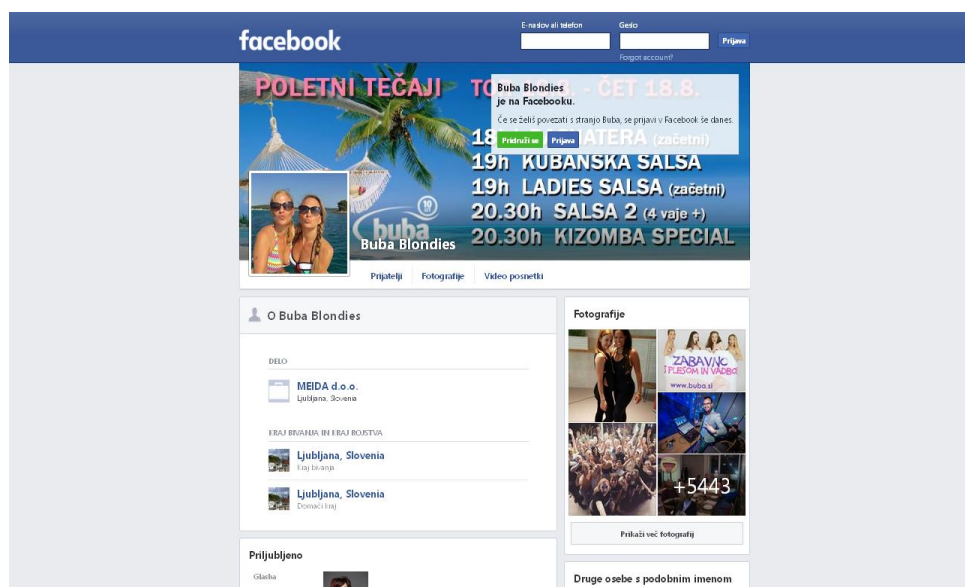 facebook
E-naslov ali telefon
Geslo
Prijava
Forgot account?
POLETNI TEČAJI
ČET 18.8.
Buba Blondies
je na Facebooku.
Če se želiš povezati s stranjo Buba, se prijavi v Facebook še danes.
Pridruži se
Prijava
(začetni)
19h KUBANSKA SALSA
19h LADIES SALSA (začetni)
20.30h SALSA 2 (4 vaje +)
20.30h KIZOMBA SPECIAL
buba
Buba Blondies
Prijatelji
Fotografije
Video posnetki
O Buba Blondies
DELO
MEIDA d.o.o.
Ljubljana, Slovenia
KRAJ BIVANJA IN KRAJ ROJSTVA
Ljubljana, Slovenia
Kraj bivanja
Ljubljana, Slovenia
Domači kraj
Priljubljeno
Glasba
Fotografije
ZABAVNO
S PLESOM IN VADBO
www.buba.si
+5443
Prikaži več fotografij
Druge osebe s podobnim imenom